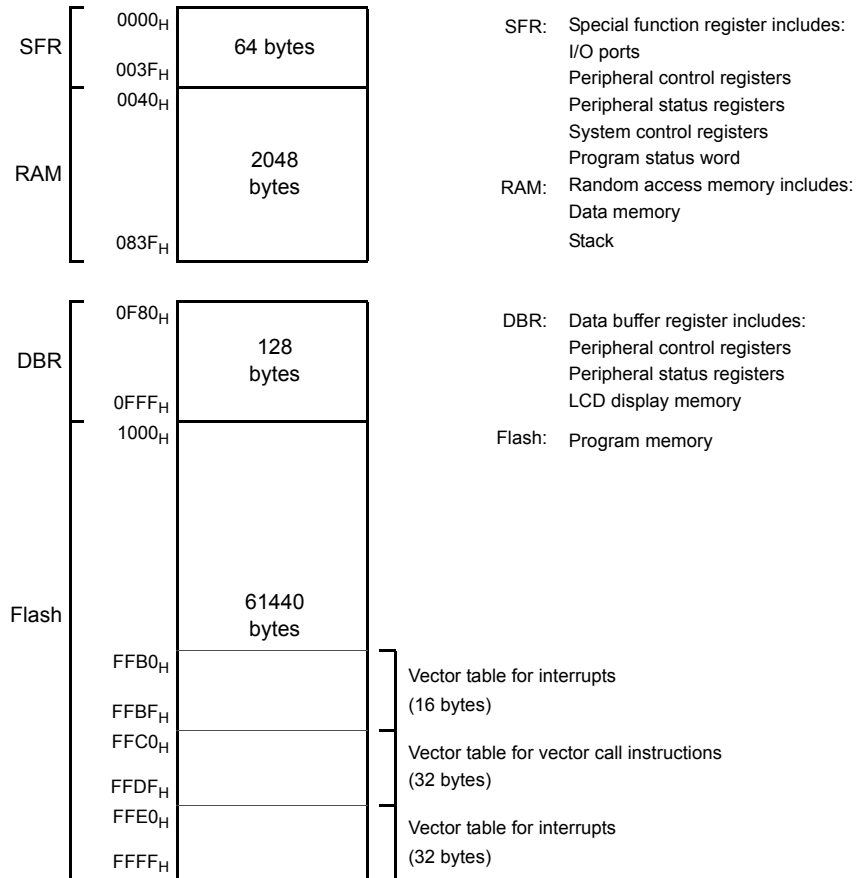 SFR
0000H
64 bytes
003FH
RAM
0040H
2048
bytes
083FH
SFR: Special function register includes:
I/O ports
Peripheral control registers
Peripheral status registers
System control registers
Program status word
RAM: Random access memory includes:
Data memory
Stack
DBR
0F80H
128
bytes
0FFFH
DBR: Data buffer register includes:
Peripheral control registers
Peripheral status registers
LCD display memory
Flash: Program memory
Flash
1000H
61440
bytes
FFB0H
FFBFH
Vector table for interrupts
(16 bytes)
FFC0H
FFDFH
Vector table for vector call instructions
(32 bytes)
FFE0H
FFFFH
Vector table for interrupts
(32 bytes)